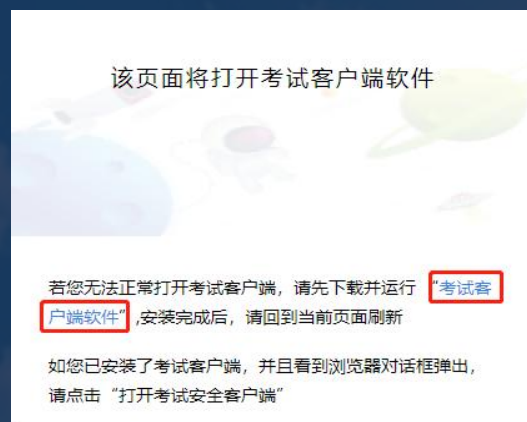 该页面将打开考试客户端软件
若您无法正常打开考试客户端，请先下载并运行 “考试客
户端软件” ,安装完成后，请回到当前页面刷新
如您已安装了考试客户端，并且看到浏览器对话框弹出，
请点击“打开考试安全客户端”